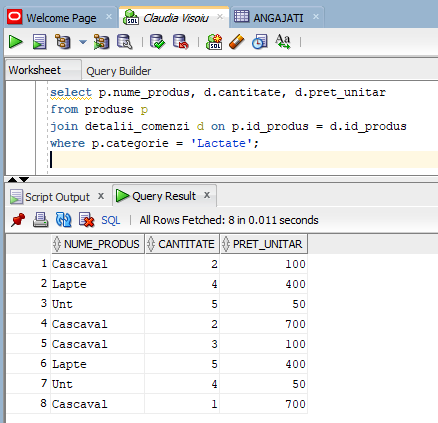 Welcome Page
Claudia Visoiu
ANGAJATI
SQL
Aa
Worksheet
Query Builder
select p.nume_produs, d.cantitate, d.pret_unitar
from produse p
join detalii_comenzi d on p.id_produs = d.id_produs
where p.categorie = 'Lactate';
Script Output x
Query Result x
SQL | All Rows Fetched: 8 in 0.011 seconds
NUME_PRODUS CANTITATE PRET_UNITAR
1 Cascaval 2 100
2 Lapte 4 400
3 Unt 5 50
4 Cascaval 2 700
5 Cascaval 3 100
6 Lapte 5 400
7 Unt 4 50
8 Cascaval 1 700